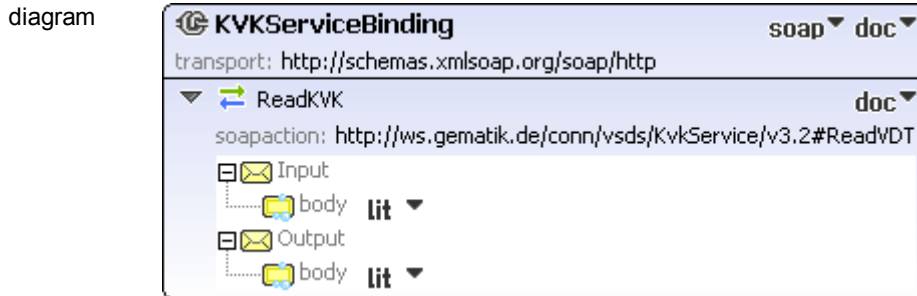 diagram
KVKServiceBinding soap doc
transport: http://schemas.xmlsoap.org/soap/http
ReadKVK doc
soapaction: http://ws.gematik.de/conn/vsds/KvkService/v3.2#ReadVDT
Input
body lit
Output
body lit